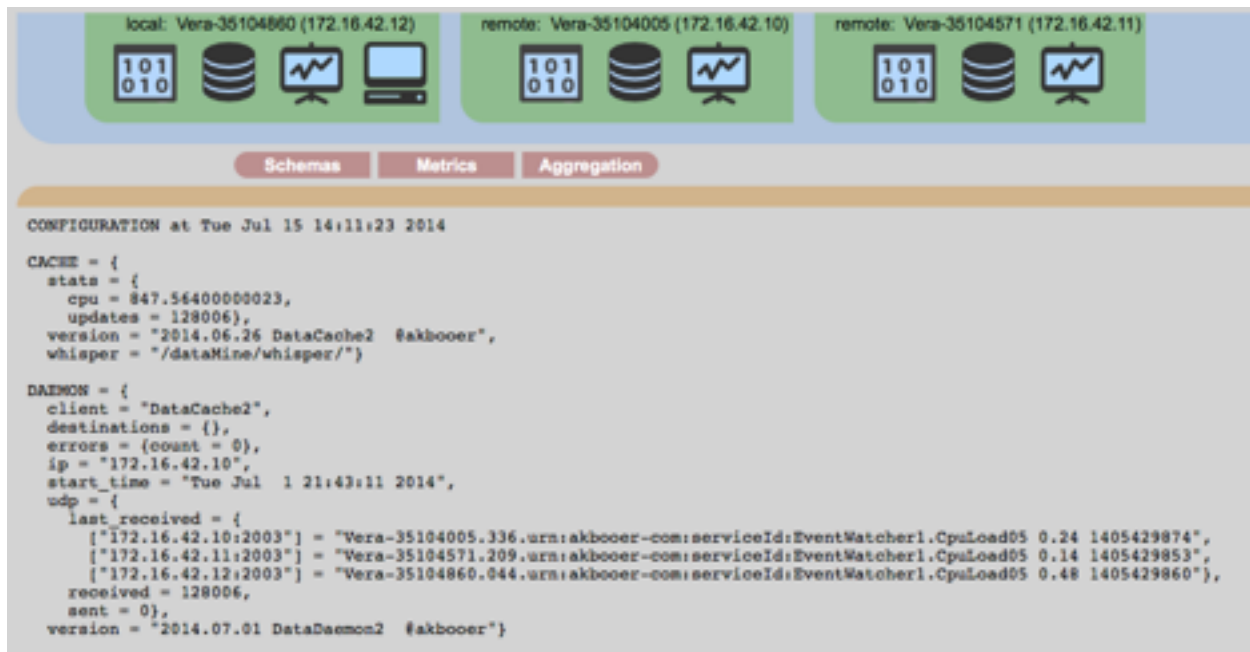 local: Vera-35104860 (172.16.42.12)
remote: Vera-35104005 (172.16.42.10)
remote: Vera-35104571 (172.16.42.11)
101
010
101
010
101
010
Schemas
Metrics
Aggregation
CONFIGURATION at Tue Jul 15 14:11:23 2014
CACHE = {
stats = {
cpu = 847.56400000023,
updates = 128006},
version = "2014.06.26 DataCache2 @akbooer",
whisper = "/dataMine/whisper/"}
DAEMON = {
client = "DataCache2",
destinations = {},
errors = {count = 0},
ip = "172.16.42.10",
start_time = "Tue Jul 1 21:43:11 2014",
udp = {
last_received = {
["172.16.42.10:2003"] = "Vera-35104005.336.urn:akbooer-com:serviceId:EventWatcher1.CpuLoad05 0.24 1405429874",
["172.16.42.11:2003"] = "Vera-35104571.209.urn:akbooer-com:serviceId:EventWatcher1.CpuLoad05 0.14 1405429853",
["172.16.42.12:2003"] = "Vera-35104860.044.urn:akbooer-com:serviceId:EventWatcher1.CpuLoad05 0.48 1405429860"},
received = 128006,
sent = 0},
version = "2014.07.01 DataDaemon2 @akbooer"}